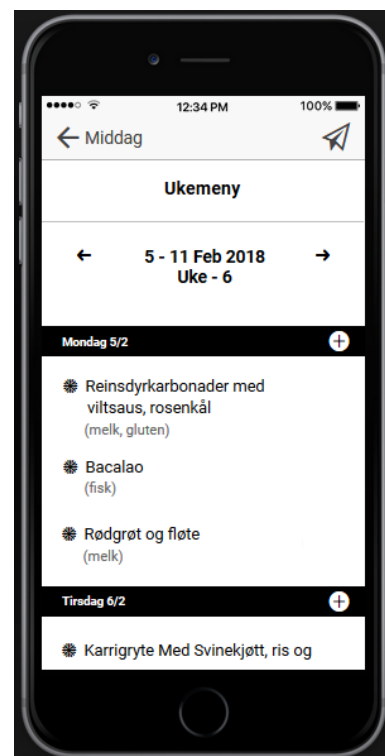 12:34 PM
100%
Middag
Ukemeny
5 - 11 Feb 2018
Uke - 6
Mondag 5/2
Reinsdyrkarbonader med
viltsaus, rosenkål
(melk, gluten)
Bacalao
(fisk)
Rødgrøt og fløte
(melk)
Tirsdag 6/2
Karrigryte Med Svinekjøtt, ris og